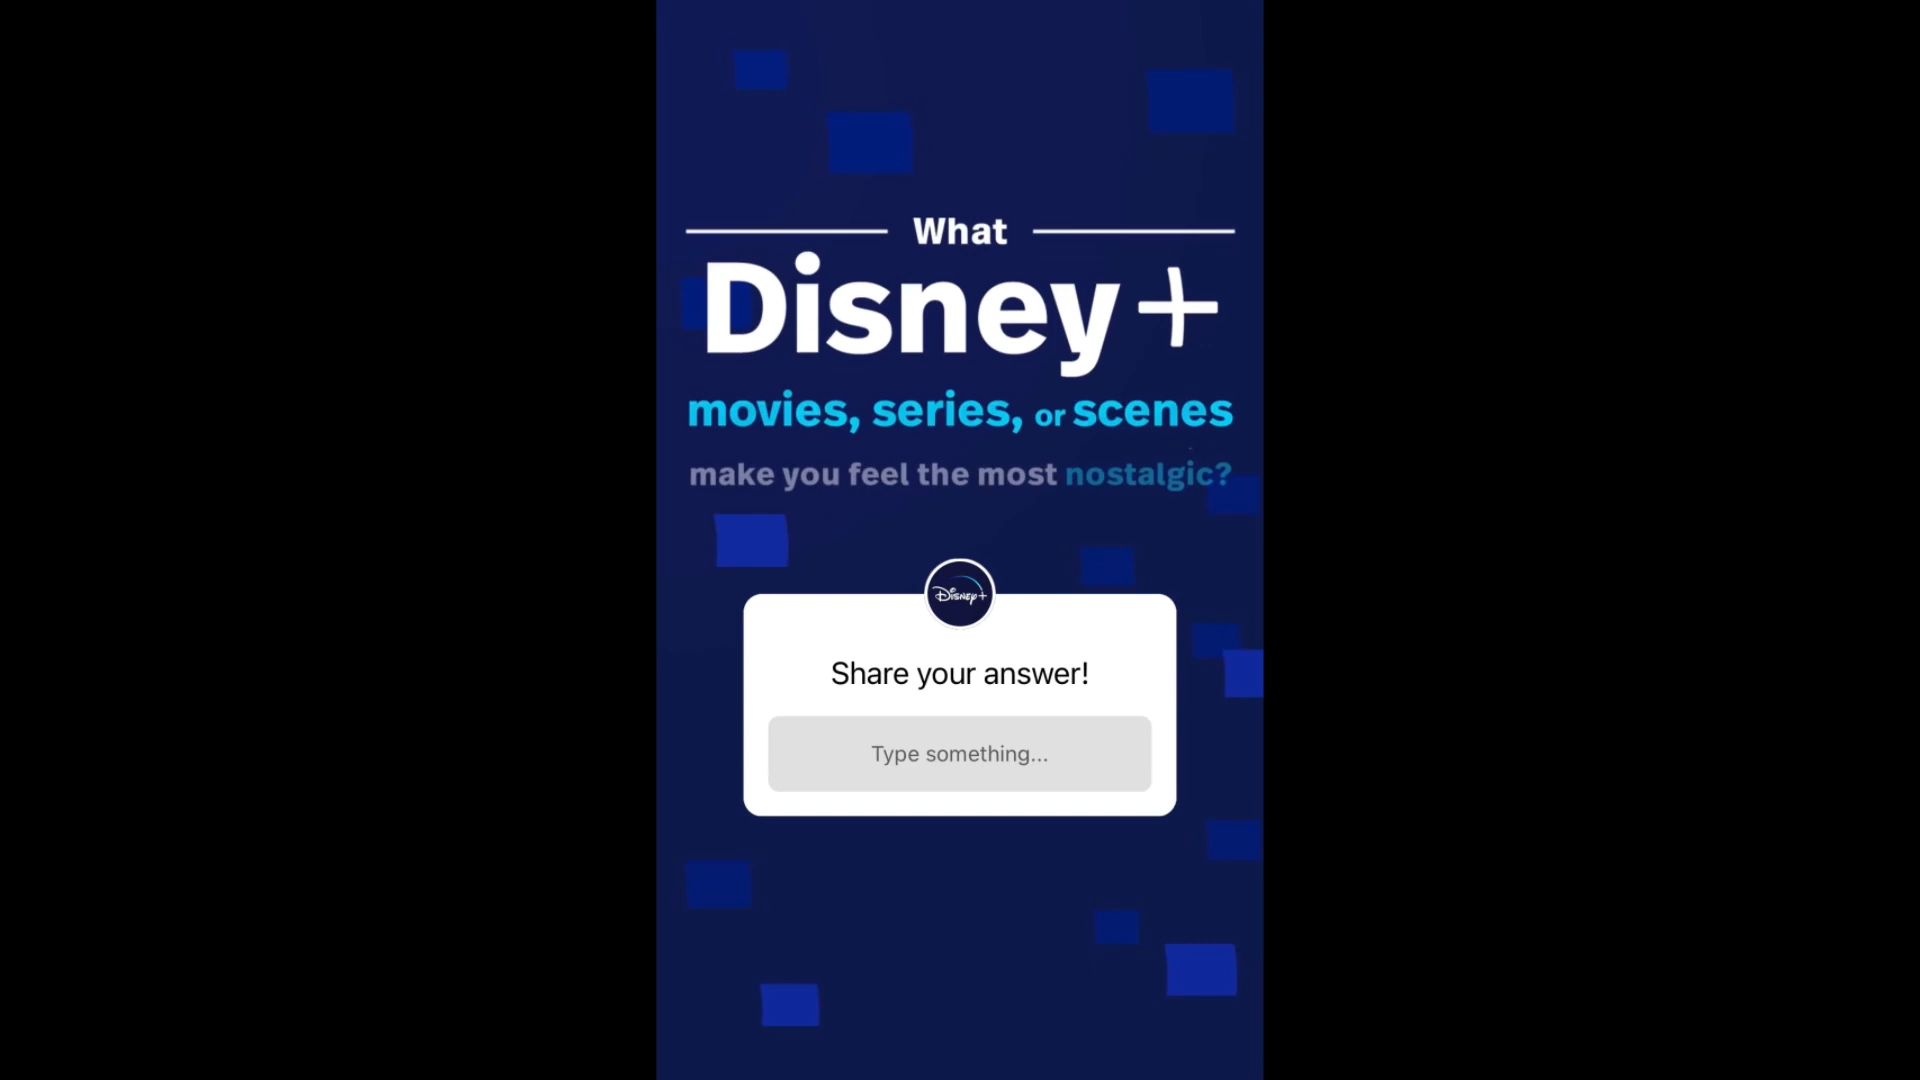 What
Disney+
movies, series, or scenes
make you feel the most nostalgic?
Disney+
Share your answer!
Type something...